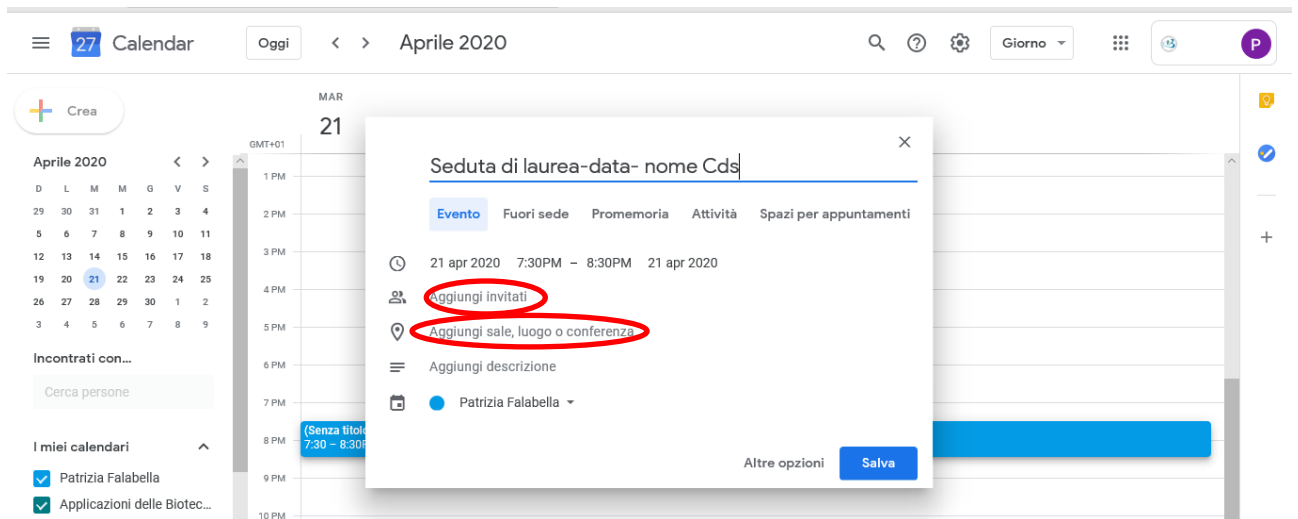 27 Calendar Oggi < > Aprile 2020 Giorno P
Crea
MAR
21
GMT+01
Aprile 2020 < >
D L M M G V S
29 30 31 1 2 3 4
5 6 7 8 9 10 11
12 13 14 15 16 17 18
19 20 21 22 23 24 25
26 27 28 29 30 1 2
3 4 5 6 7 8 9
Incontrati con...
Cerca persone
I miei calendari
Patrizia Falabella
Applicazioni delle Biotec...
1 PM
2 PM
3 PM
4 PM
5 PM
6 PM
7 PM
8 PM
9 PM
10 PM
(Senza titolo
7:30 – 8:30P
Seduta di laurea-data- nome Cds
Evento Fuori sede Promemoria Attività Spazi per appuntamenti
21 apr 2020 7:30PM – 8:30PM 21 apr 2020
Aggiungi invitati
Aggiungi sale, luogo o conferenza
Aggiungi descrizione
Patrizia Falabella
Altre opzioni Salva